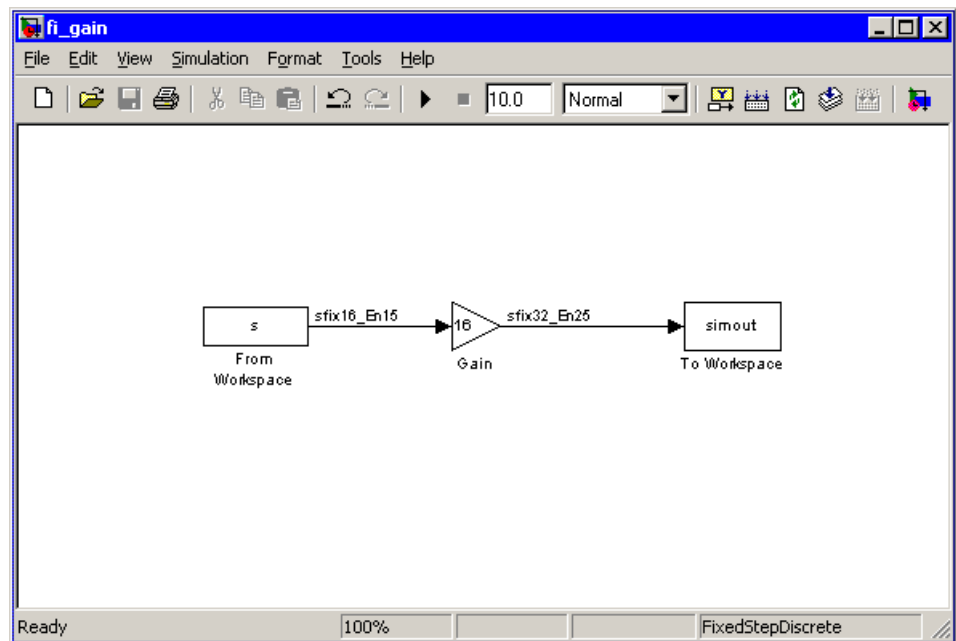 fi_gain
File Edit View Simulation Format Tools Help
10.0 Normal
sfix16_En15 sfix32_En25
s 16 simout
From Gain To Workspace
Workspace
Ready 100% FixedStepDiscrete